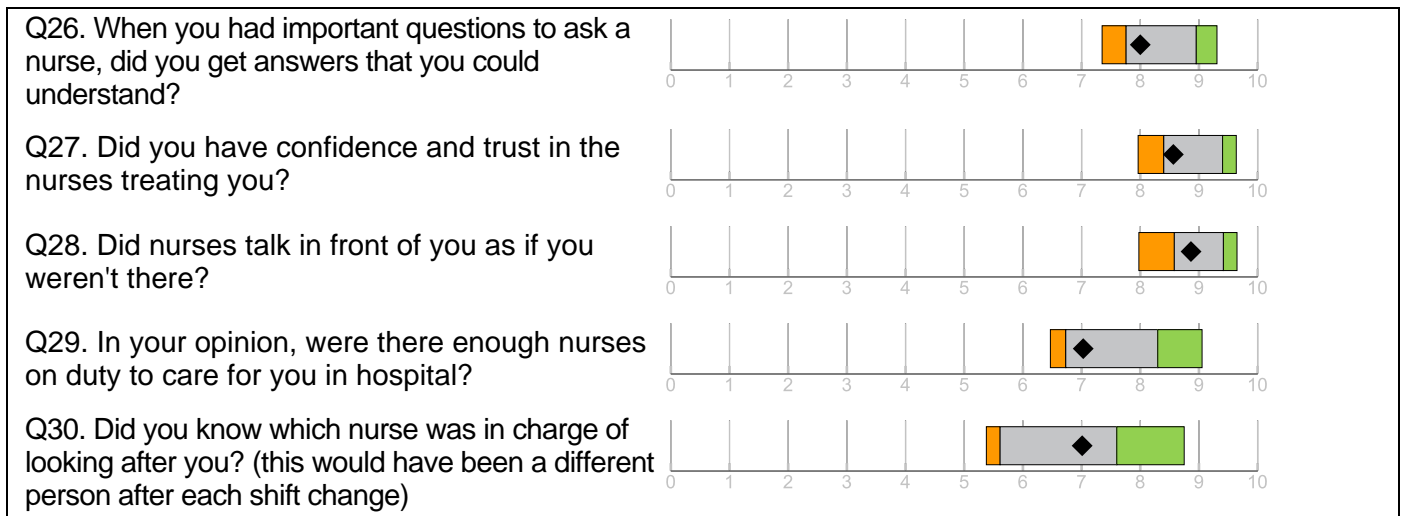 Q26. When you had important questions to ask a
nurse, did you get answers that you could
understand?
0 1 2 3 4 5 6 7 8 9 10
Q27. Did you have confidence and trust in the
nurses treating you?
0 1 2 3 4 5 6 7 8 9 10
Q28. Did nurses talk in front of you as if you
weren't there?
0 1 2 3 4 5 6 7 8 9 10
Q29. In your opinion, were there enough nurses
on duty to care for you in hospital?
0 1 2 3 4 5 6 7 8 9 10
Q30. Did you know which nurse was in charge of
looking after you? (this would have been a different
person after each shift change)
0 1 2 3 4 5 6 7 8 9 10